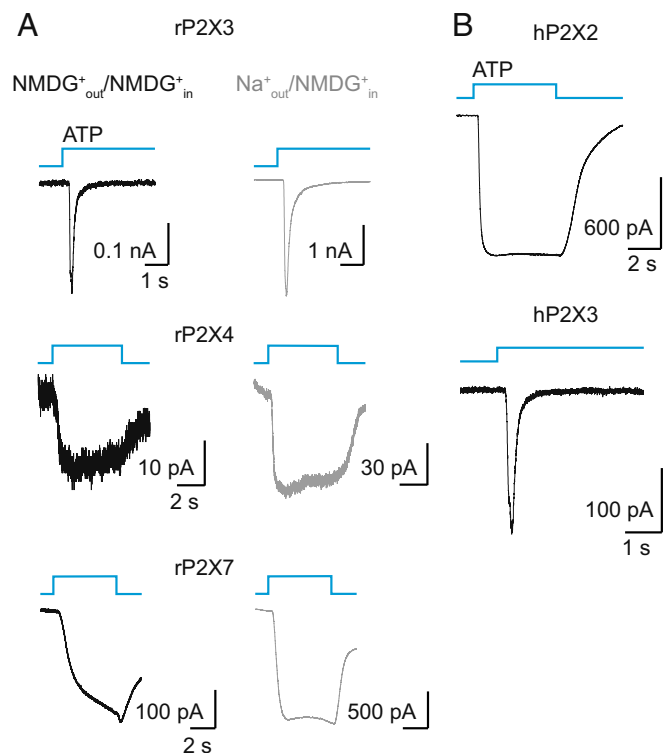 A
rP2X3
NMDG⁺out/NMDG⁺in
Na⁺out/NMDG⁺in
ATP
0.1 nA
1 s
1 nA
rP2X4
10 pA
2 s
30 pA
rP2X7
100 pA
2 s
500 pA
B
hP2X2
ATP
600 pA
2 s
hP2X3
100 pA
1 s